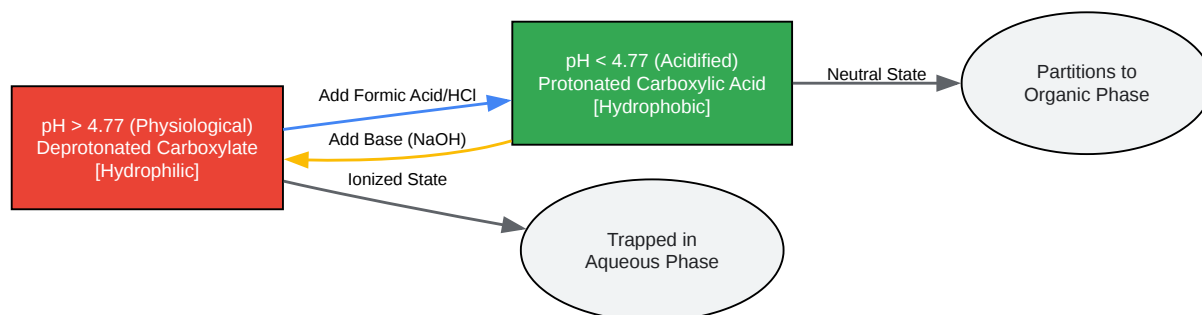 pH > 4.77 (Physiological)
Deprotonated Carboxylate
[Hydrophilic]
Add Formic Acid/HCl
Add Base (NaOH)
Ionized State
pH < 4.77 (Acidified)
Protonated Carboxylic Acid
[Hydrophobic]
Neutral State
Partitions to
Organic Phase
Trapped in
Aqueous Phase